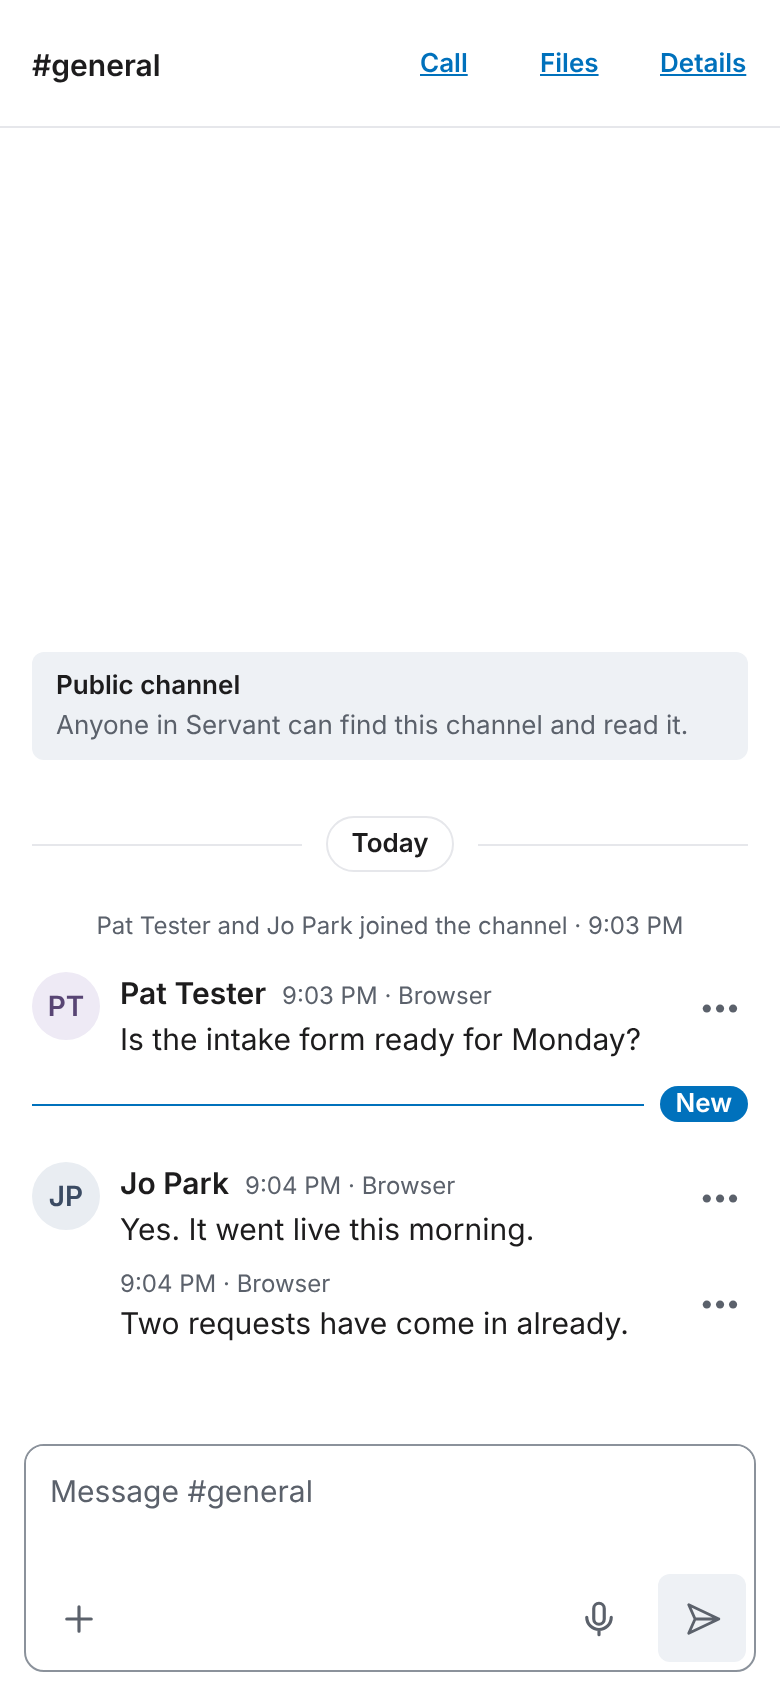 #general
Call
Files
Details
Public channel
Anyone in Servant can find this channel and read it.
Today
Pat Tester and Jo Park joined the channel · 9:03 PM
PT
Pat Tester 9:03 PM · Browser
Is the intake form ready for Monday?
New
JP
Jo Park 9:04 PM · Browser
Yes. It went live this morning.
9:04 PM · Browser
Two requests have come in already.
Message #general